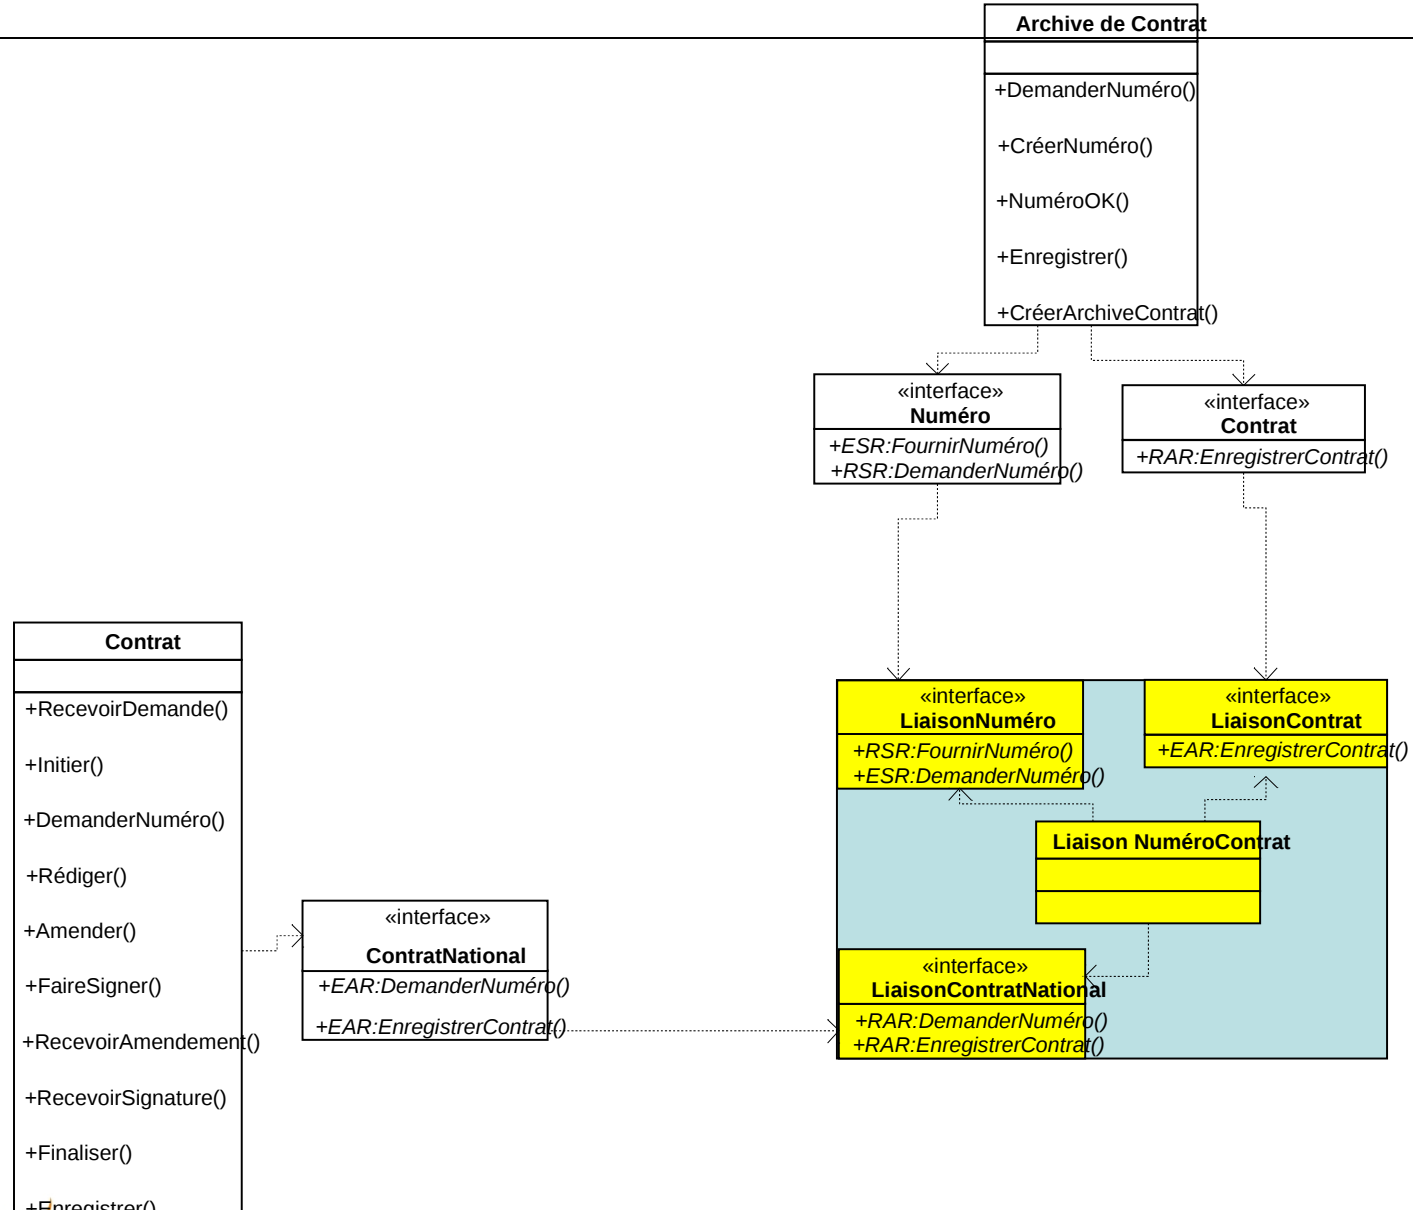 Archive de Contrat
+DemanderNuméro()
+CréerNuméro()
+NuméroOK()
+Enregistrer()
+CréerArchiveContrat()
«interface»
Numéro
+ESR:FournirNuméro()
+RSR:DemanderNuméro()
«interface»
Contrat
+RAR:EnregistrerContrat()
Contrat
+RecevoirDemande()
+Initier()
+DemanderNuméro()
+Rédiger()
+Amender()
+FaireSigner()
+RecevoirAmendement()
+RecevoirSignature()
+Finaliser()
+Enregistrer()
«interface»
ContratNational
+EAR:DemanderNuméro()
+EAR:EnregistrerContrat()
«interface»
LiaisonNuméro
+RSR:FournirNuméro()
+ESR:DemanderNuméro()
«interface»
LiaisonContrat
+EAR:EnregistrerContrat()
Liaison NuméroContrat
«interface»
LiaisonContratNational
+RAR:DemanderNuméro()
+RAR:EnregistrerContrat()